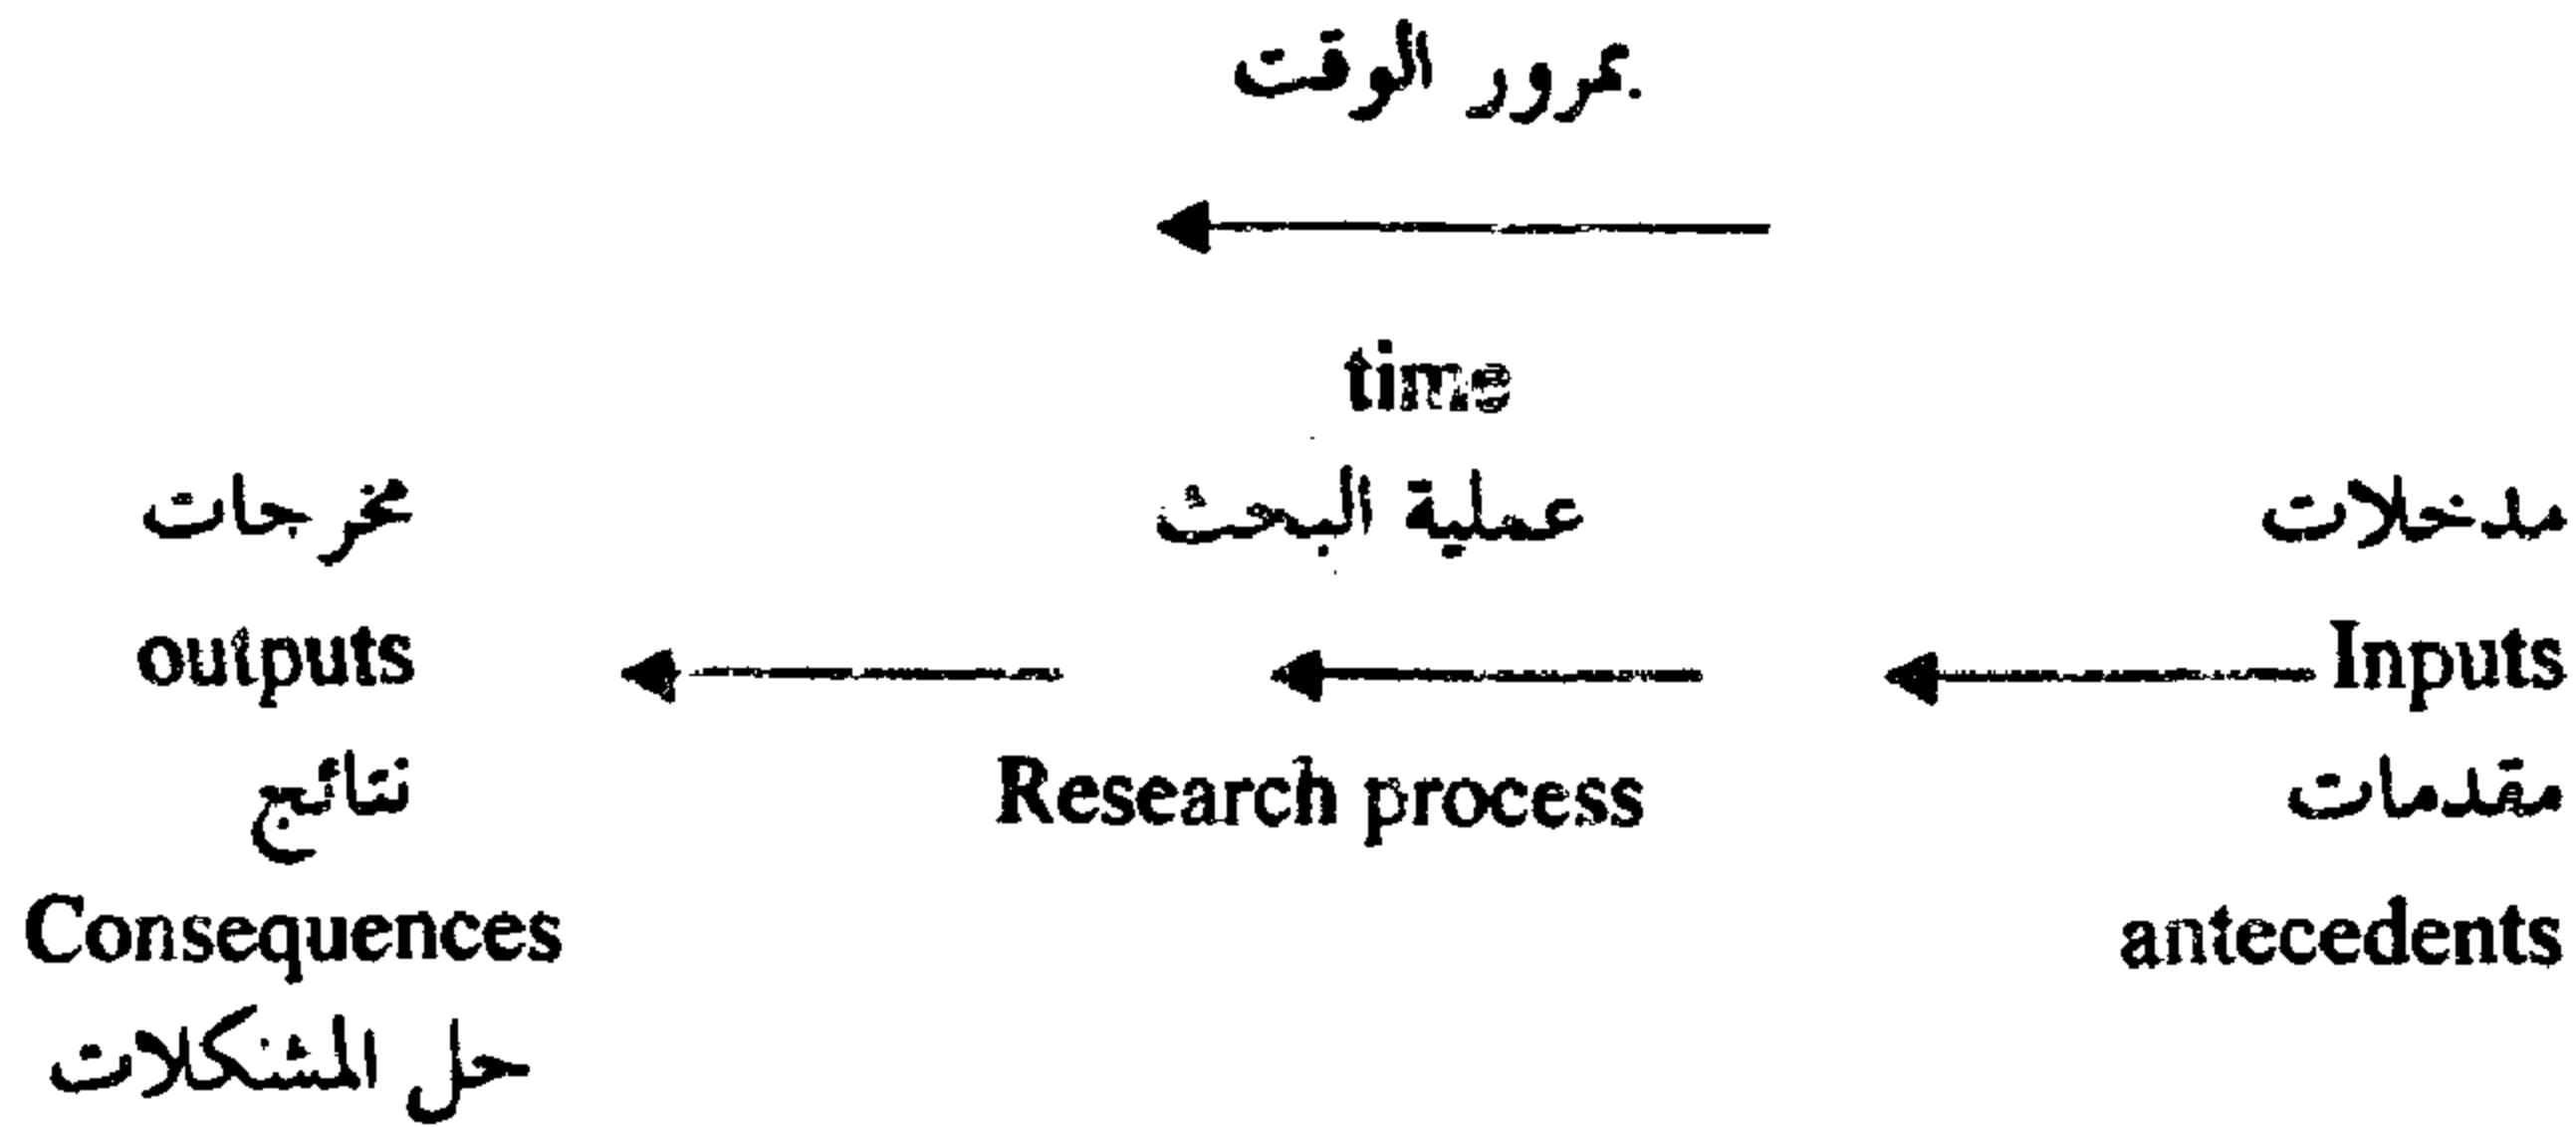 بمرور الوقت
time
مدخلات عملية البحث مخرجات
Inputs outputs
مقدمات Research process نتائج
antecedents Consequences
حل المشكلات